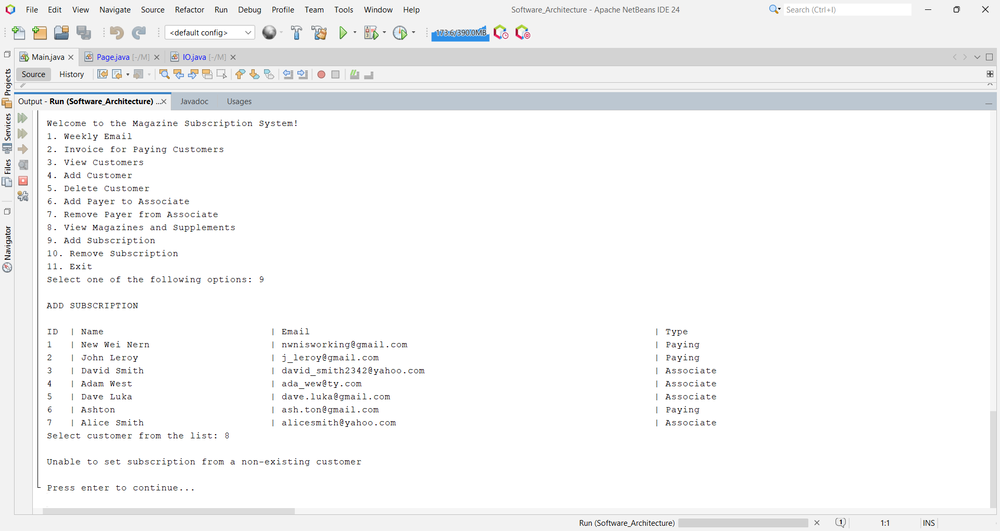 File Edit View Navigate Source Refactor Run Debug Profile Team Tools Window Help Software_Architecture - Apache NetBeans IDE 24 Search (Ctrl+I)
<default config> 173.6/390.0MB
Main.java Page.java [-/M] IO.java [-/M]
Source History
Projects
Services
Files
Navigator
Output - Run (Software_Architecture) ... Javadoc Usages
Welcome to the Magazine Subscription System!
1. Weekly Email
2. Invoice for Paying Customers
3. View Customers
4. Add Customer
5. Delete Customer
6. Add Payer to Associate
7. Remove Payer from Associate
8. View Magazines and Supplements
9. Add Subscription
10. Remove Subscription
11. Exit
Select one of the following options: 9
ADD SUBSCRIPTION
ID | Name | Email | Type
1 | New Wei Nern | nwnisworking@gmail.com | Paying
2 | John Leroy | j_leroy@gmail.com | Paying
3 | David Smith | david_smith2342@yahoo.com | Associate
4 | Adam West | ada_wew@ty.com | Associate
5 | Dave Luka | dave.luka@gmail.com | Associate
6 | Ashton | ash.ton@gmail.com | Paying
7 | Alice Smith | alicesmith@yahoo.com | Associate
Select customer from the list: 8
Unable to set subscription from a non-existing customer
Press enter to continue...
Run (Software_Architecture) 1 1:1 INS